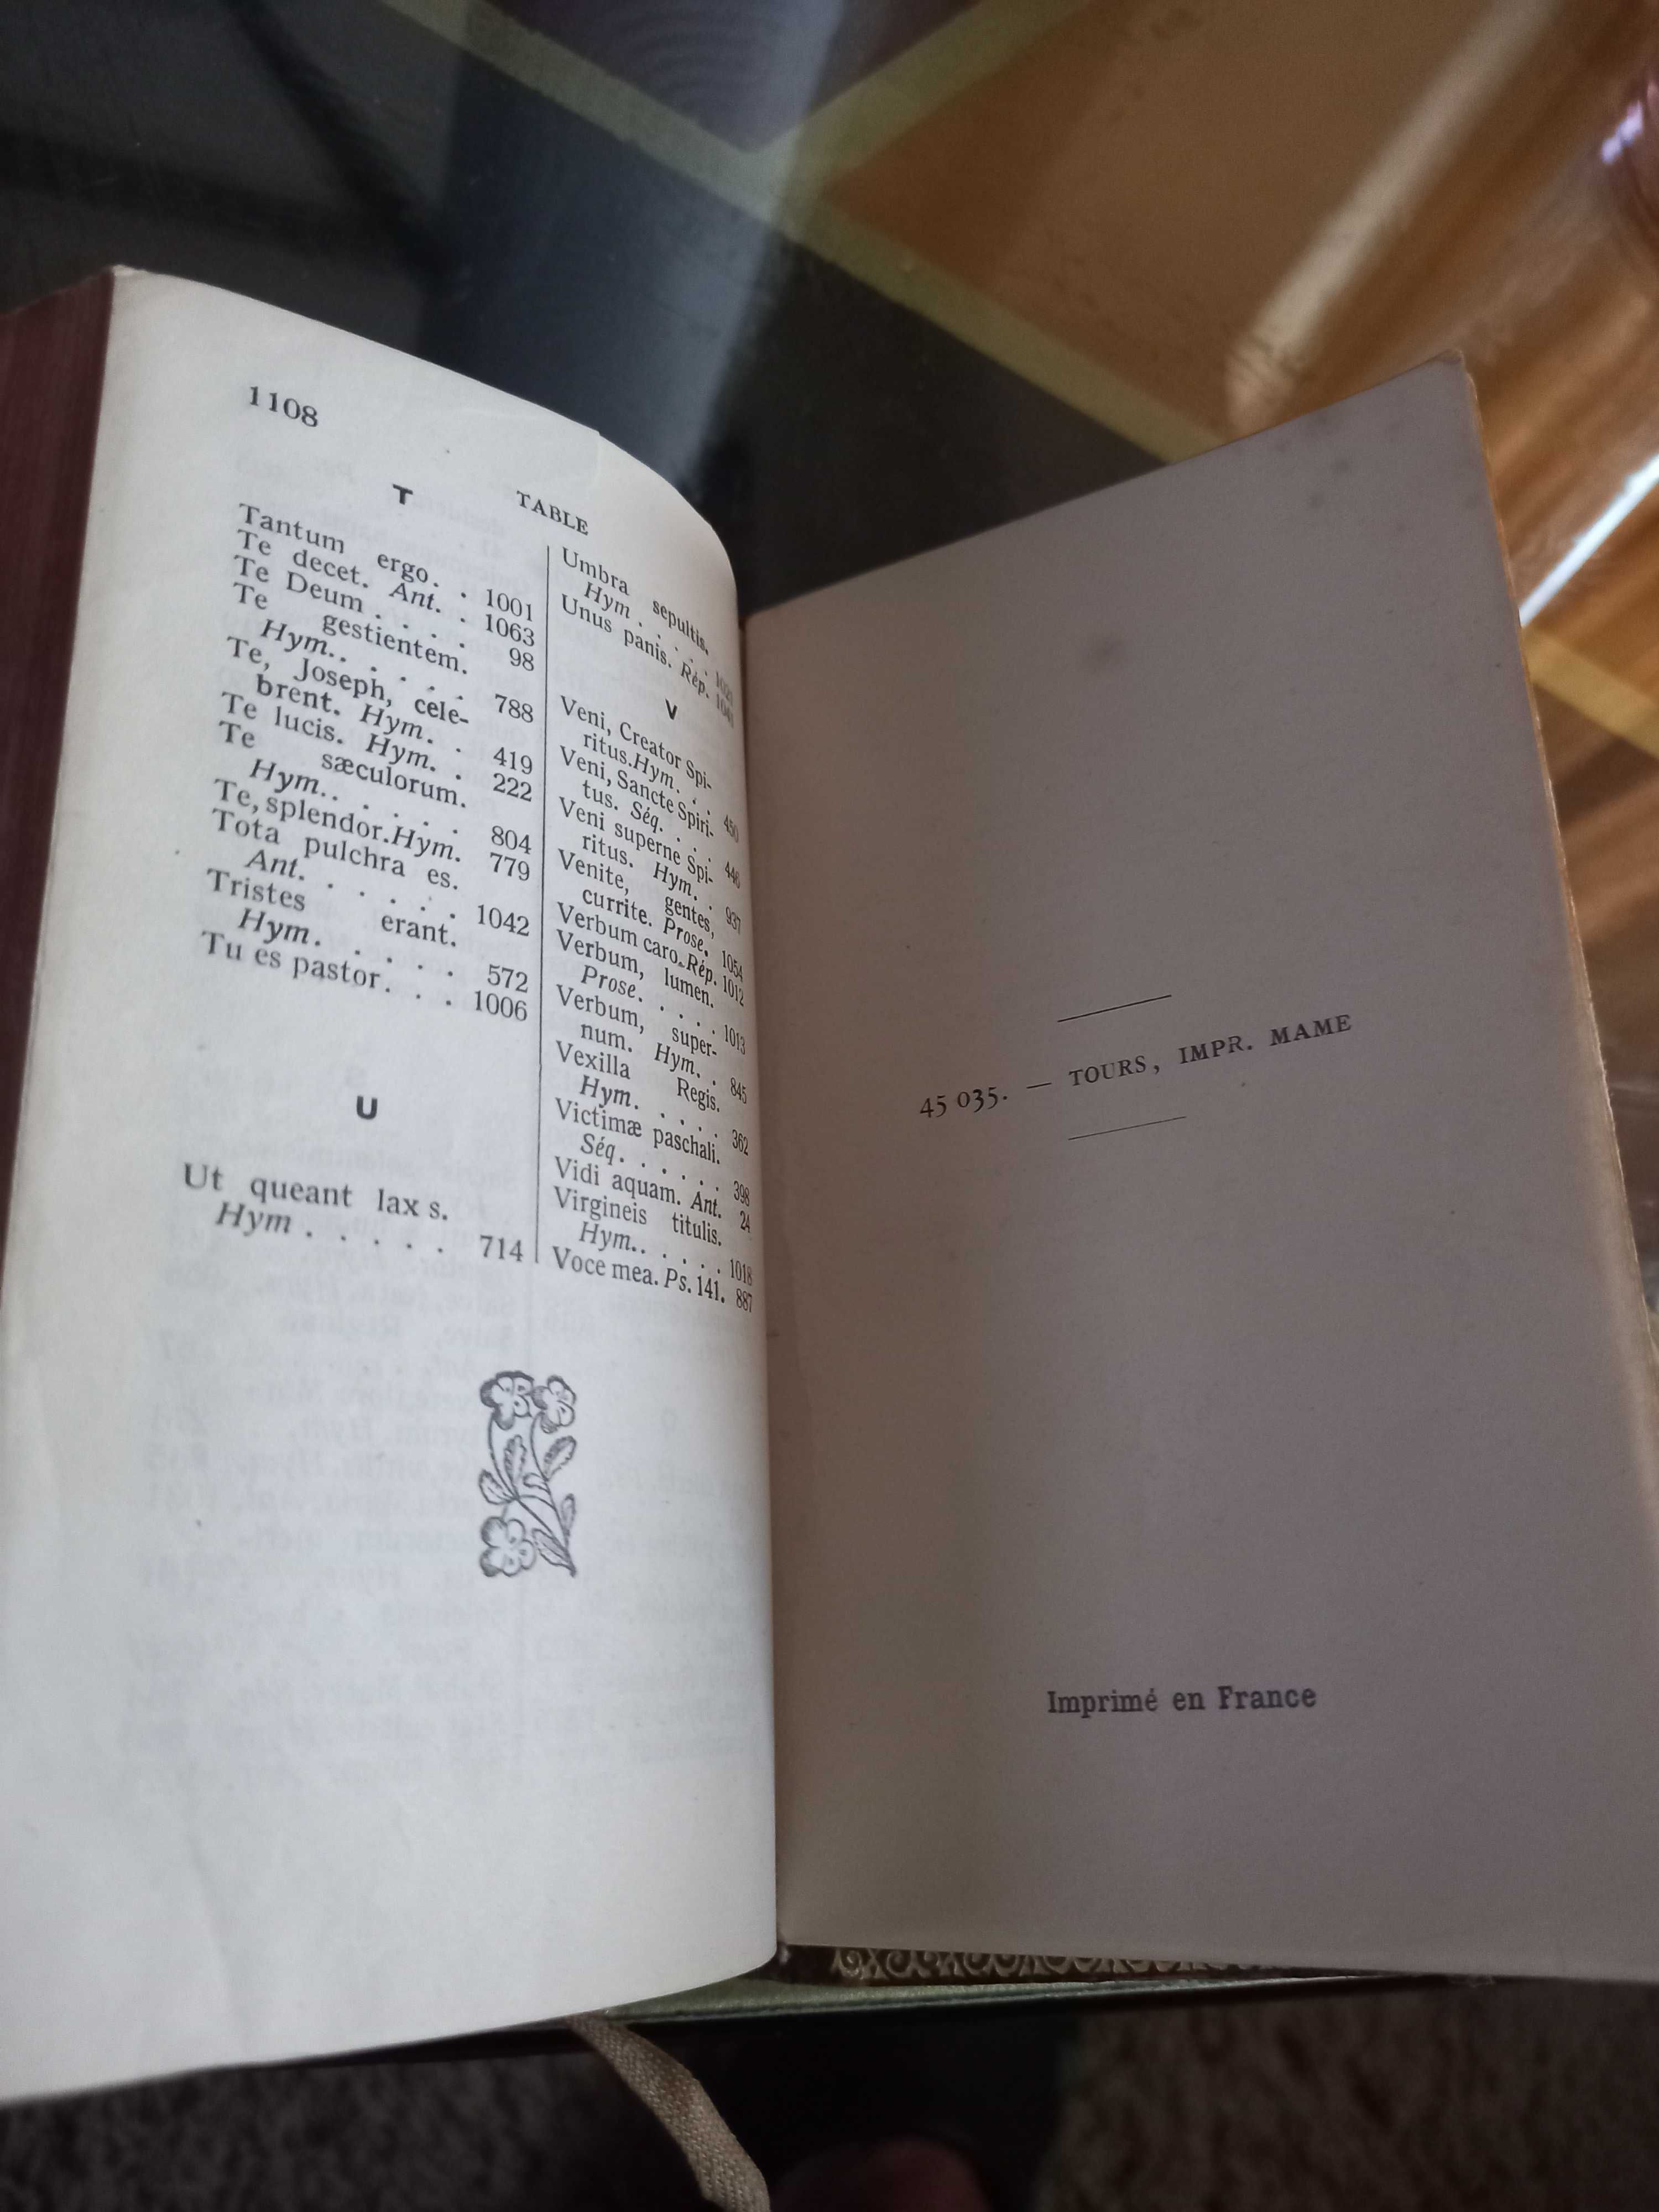 1108
TABLE
T
Tantum ergo. . 1001
Te decet. Ant. . 1063
Te Deum . . . . 98
Te gestientem.
Hym.. . . . . 788
Te, Joseph, cele-
brent. Hym. . 419
Te lucis. Hym. . 222
Te sæculorum.
Hym.. . . . . 804
Te, splendor. Hym. 779
Tota pulchra es.
Ant. . . . . . 1042
Tristes erant.
Hym. . . . . . 572
Tu es pastor. . . 1006
U
Ut queant lax s.
Hym . . . . . 714
Umbra sepultis.
Hym . . . .
Unus panis. Rép.
V
Veni, Creator Spi-
ritus. Hym . . . 450
Veni, Sancte Spiri-
tus. Séq. . . . 446
Veni superne Spi-
ritus. Hym. . 937
Venite, gentes,
currite. Prose. 1054
Verbum caro. Rép. 1012
Verbum, lumen.
Prose. . . . . 1013
Verbum, super-
num. Hym. . 845
Vexilla Regis.
Hym. . . . . 362
Victimæ paschali.
Séq. . . . . . 398
Vidi aquam. Ant. 24
Virgineis titulis.
Hym.. . . . . 1018
Voce mea. Ps. 141. 887
45 035. — TOURS, IMPR. MAME
Imprimé en France